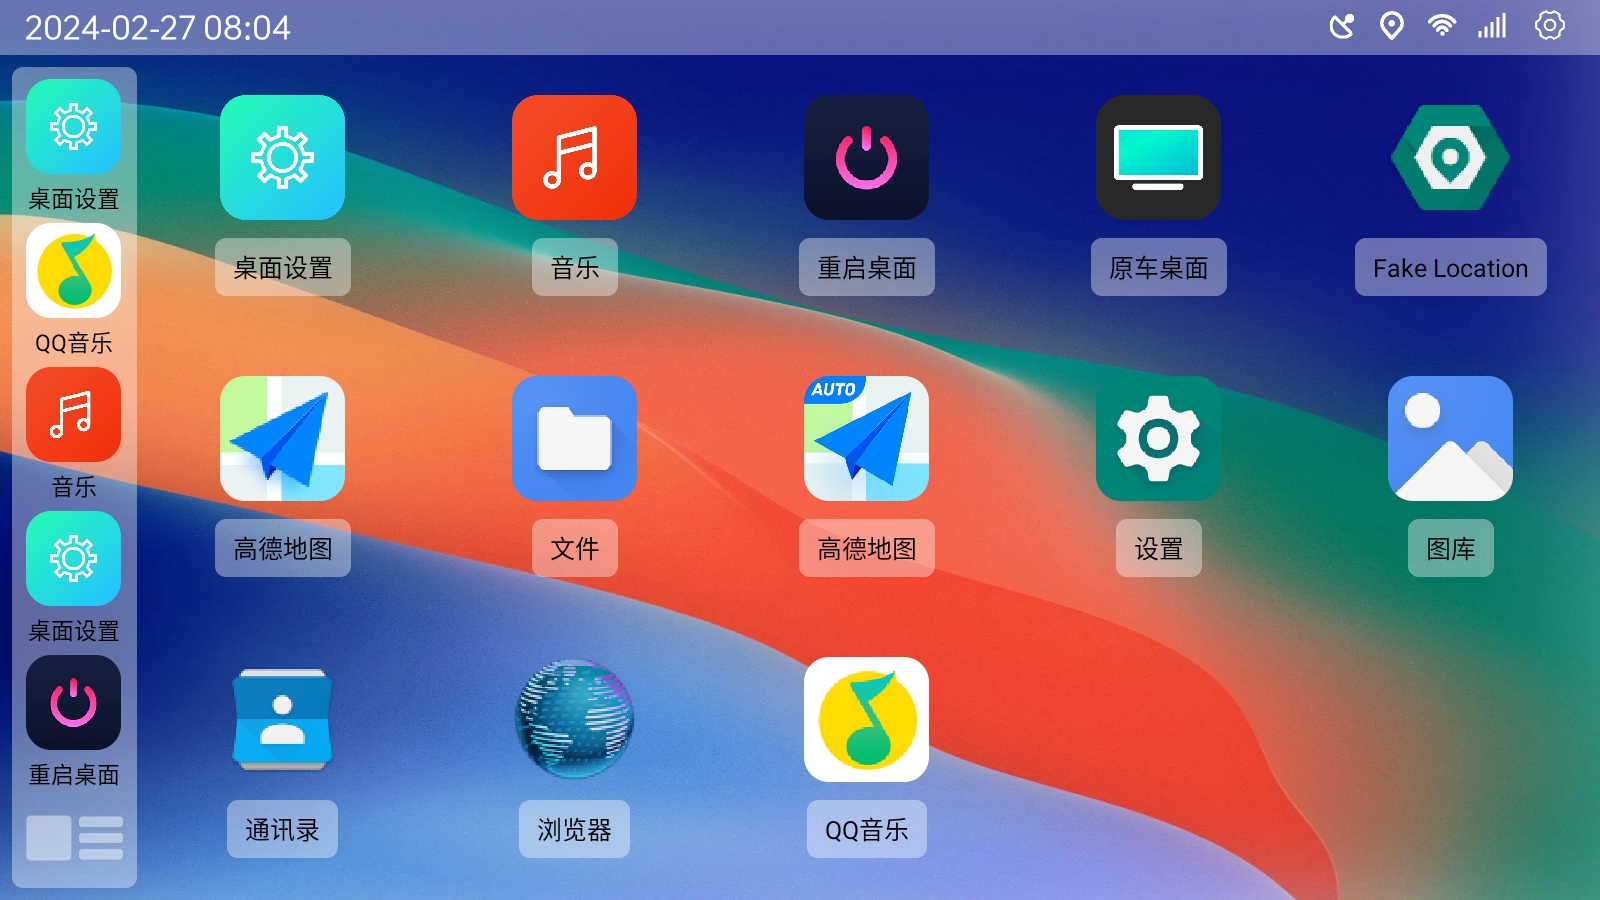 2024-02-27 08:04
桌面设置
QQ音乐
音乐
桌面设置
重启桌面
桌面设置
音乐
重启桌面
原车桌面
Fake Location
AUTO
高德地图
文件
高德地图
设置
图库
通讯录
浏览器
QQ音乐